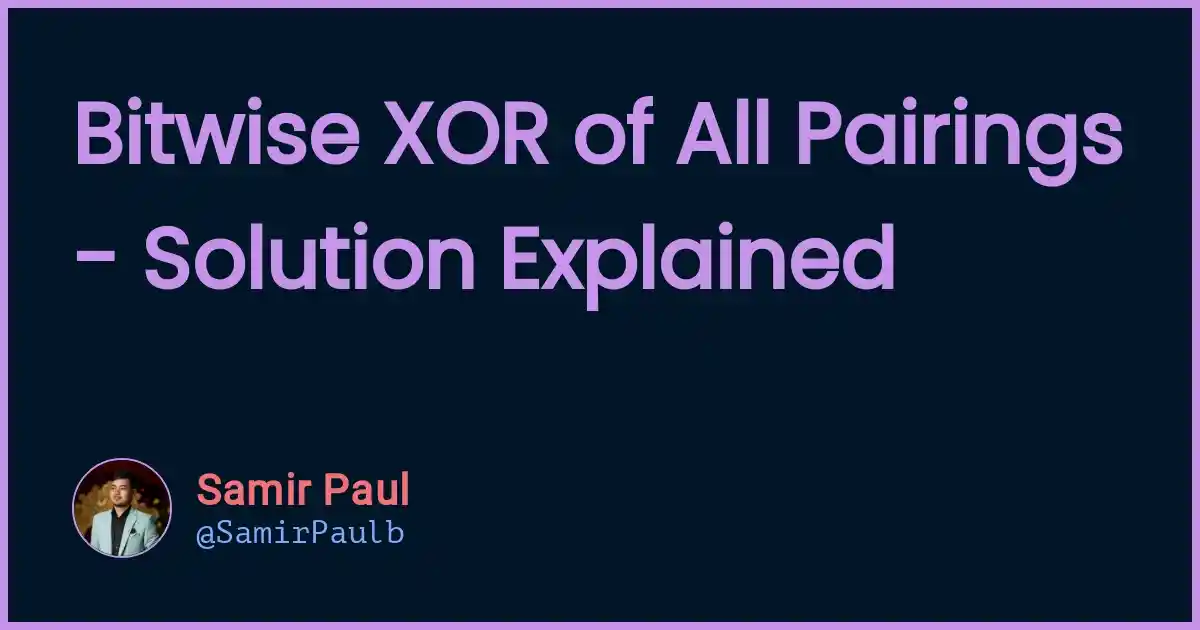 Bitwise XOR of All Pairings
- Solution Explained
Samir Paul
@SamirPaulb